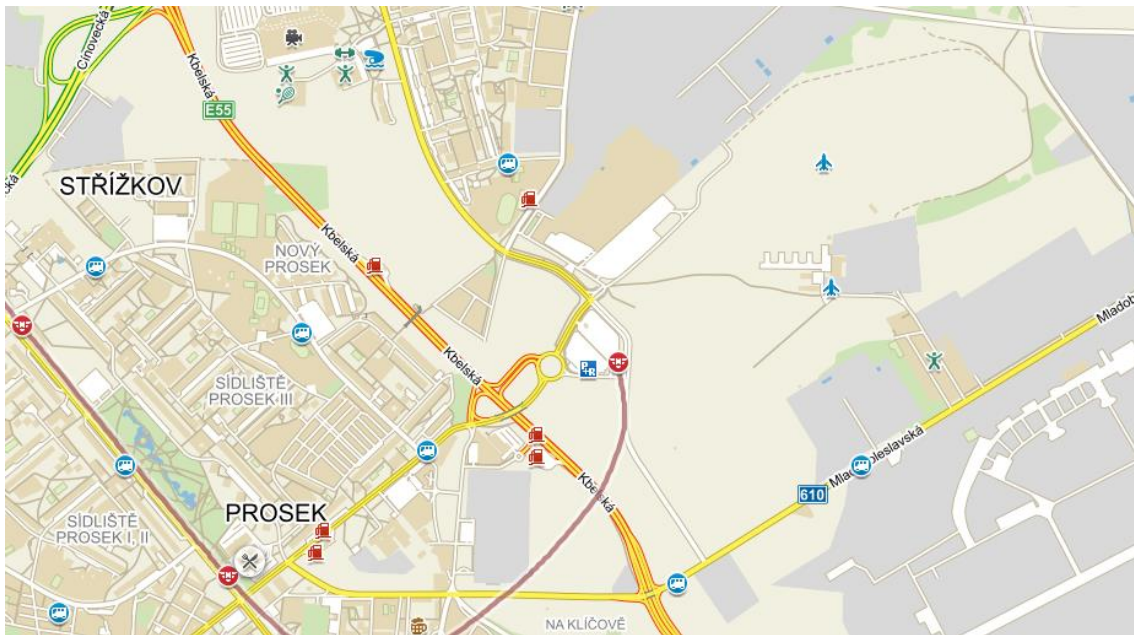 Cínovecká
Kbelská
E55
STŘÍŽKOV
NOVÝ
PROSEK
Kbelská
Kbelská
P+R
SÍDLIŠTĚ
PROSEK III
Mladoboleslavská
610
PROSEK
Kbelská
SÍDLIŠTĚ
PROSEK I, II
NA KLÍČOVĚ